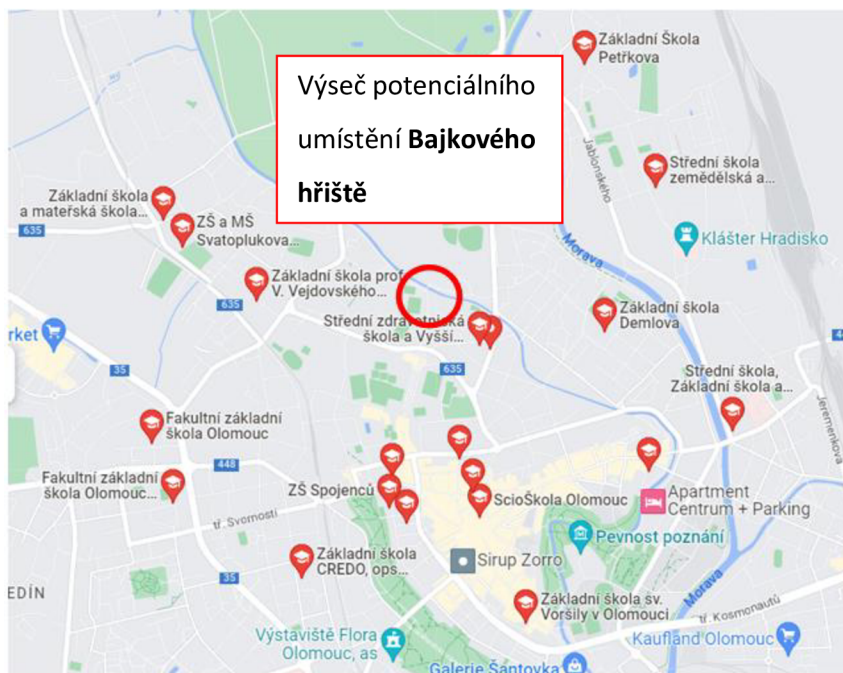 Základní Škola
Petřkova
Výseč potenciálního
umístění Bajkového
hřiště
Jablonského
Střední škola
zemědělská a...
Základní škola
a mateřská škola...
635
ZŠ a MŠ
Svatoplukova...
Morava
Klášter Hradisko
Základní škola prof.
V. Vejdovského...
635
Základní škola
Demlova
Střední zdravotnická
škola a Vyšší...
rket
35
635
Střední škola,
Základní škola a...
Jeremenkova
Fakultní základní
škola Olomouc
448
Fakultní základní
škola Olomouc...
ZŠ Spojenců
ScioŠkola Olomouc
Apartment
Centrum + Parking
tř. Svornosti
Pevnost poznání
Základní škola
CREDO, ops...
Sirup Zorro
35
EDÍN
Morava
Základní škola sv.
Voršily v Olomouci
tř. Kosmonautů
Výstaviště Flora
Olomouc, as
Kaufland Olomouc
Galerie Šantovka